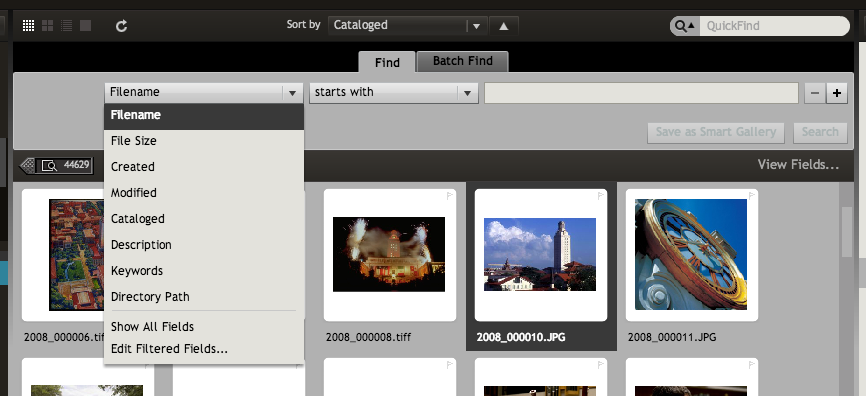 Sort by Cataloged
QuickFind
Find
Batch Find
Filename
starts with
Filename
File Size
Created
Modified
Cataloged
Description
Keywords
Directory Path
Show All Fields
Edit Filtered Fields...
Save as Smart Gallery
Search
44629
View Fields...
2008_000006.tif
2008_000008.tiff
2008_000010.JPG
2008_000011.JPG